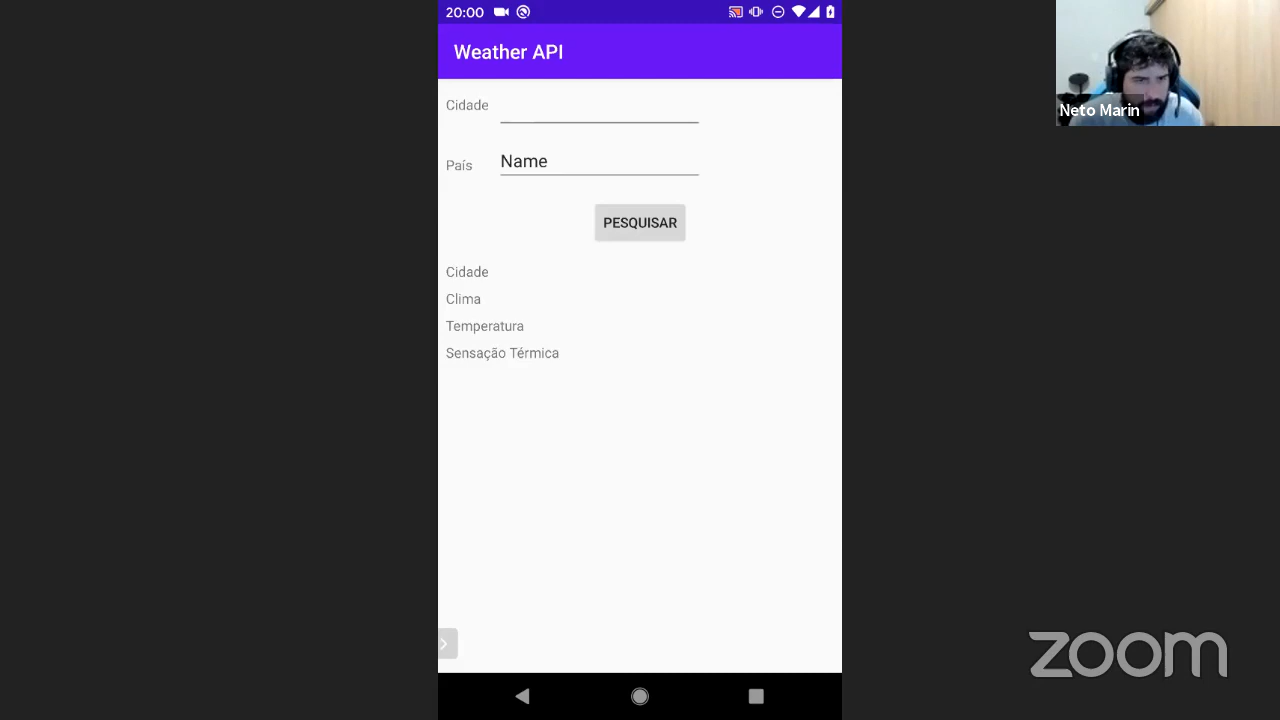 20:00
Weather API
Cidade
País Name
PESQUISAR
Cidade
Clima
Temperatura
Sensação Térmica
Neto Marin
zoom